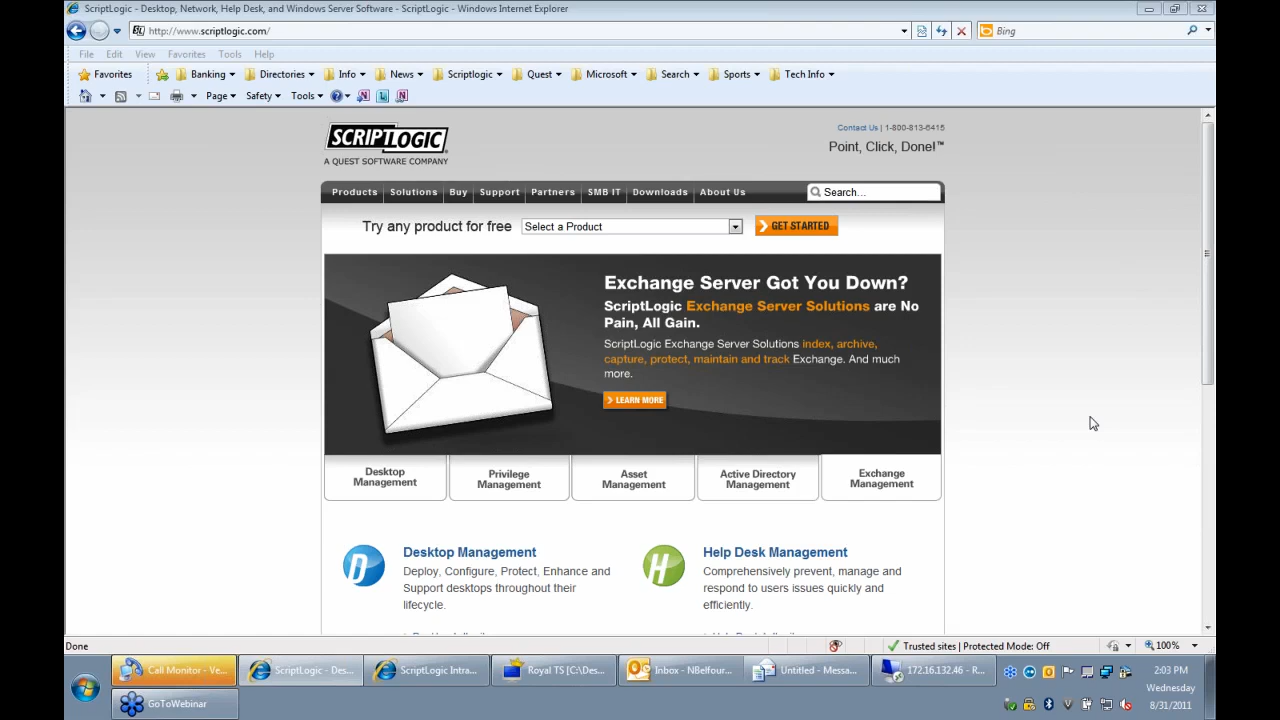 ScriptLogic - Desktop, Network, Help Desk, and Windows Server Software - ScriptLogic - Windows Internet Explorer
http://www.scriptlogic.com/
Bing
File Edit View Favorites Tools Help
Favorites Banking Directories Info News Scriptlogic Quest Microsoft Search Sports Tech Info
Page Safety Tools
SCRIPTLOGIC
A QUEST SOFTWARE COMPANY
Contact Us | 1-800-813-6415
Point, Click, Done!™
Products Solutions Buy Support Partners SMB IT Downloads About Us Search...
Try any product for free Select a Product GET STARTED
Exchange Server Got You Down?
ScriptLogic Exchange Server Solutions are No
Pain, All Gain.
ScriptLogic Exchange Server Solutions index, archive,
capture, protect, maintain and track Exchange. And much
more.
LEARN MORE
Desktop
Management
Privilege
Management
Asset
Management
Active Directory
Management
Exchange
Management
D
Desktop Management
Deploy, Configure, Protect, Enhance and
Support desktops throughout their
lifecycle.
H
Help Desk Management
Comprehensively prevent, manage and
respond to users issues quickly and
efficiently.
Done Trusted sites | Protected Mode: Off 100%
Call Monitor - Ve... ScriptLogic - Des... ScriptLogic Intra... Royal TS [C:\Des... Inbox - NBelfour... Untitled - Messa... 172.16.132.46 - R... 2:03 PM
Wednesday
GoToWebinar 8/31/2011